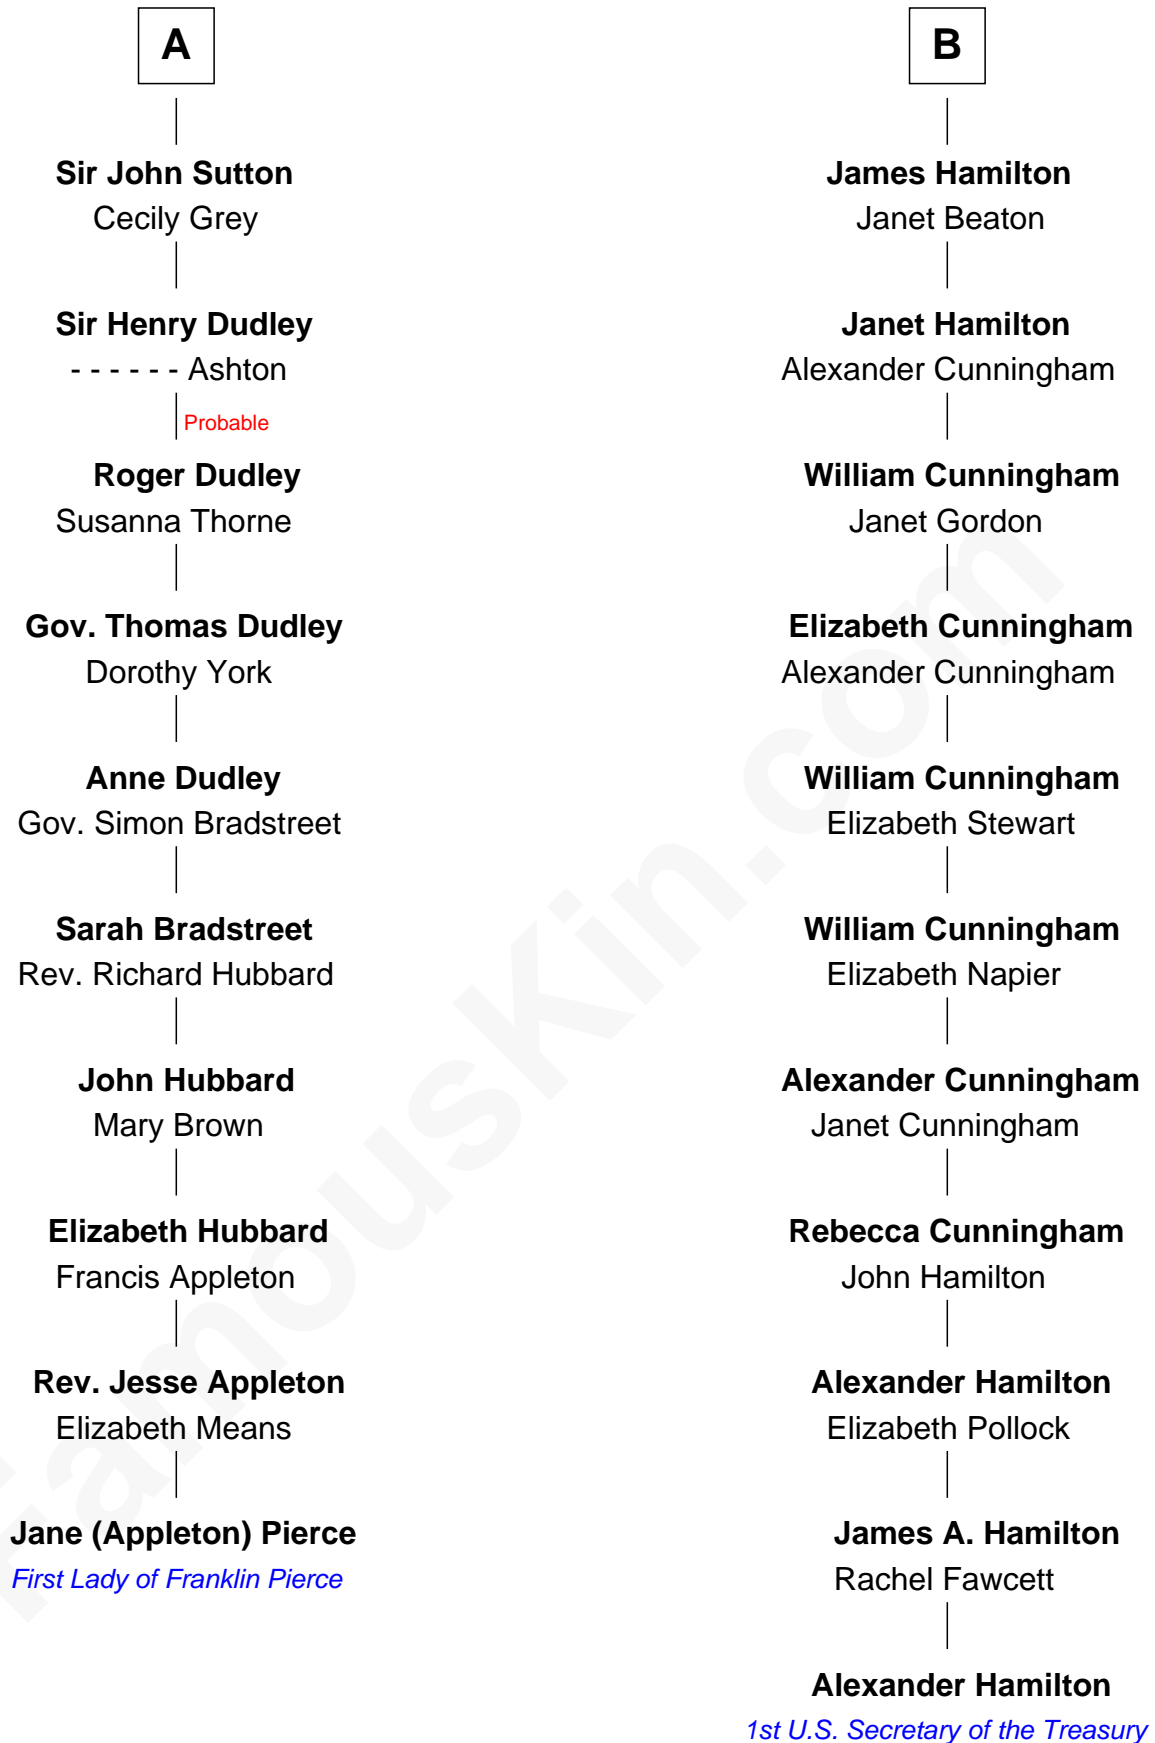 A
Sir John Sutton
Cecily Grey
Sir Henry Dudley
- - - - - - Ashton
Probable
Roger Dudley
Susanna Thorne
Gov. Thomas Dudley
Dorothy York
Anne Dudley
Gov. Simon Bradstreet
Sarah Bradstreet
Rev. Richard Hubbard
John Hubbard
Mary Brown
Elizabeth Hubbard
Francis Appleton
Rev. Jesse Appleton
Elizabeth Means
Jane (Appleton) Pierce
First Lady of Franklin Pierce
B
James Hamilton
Janet Beaton
Janet Hamilton
Alexander Cunningham
William Cunningham
Janet Gordon
Elizabeth Cunningham
Alexander Cunningham
William Cunningham
Elizabeth Stewart
William Cunningham
Elizabeth Napier
Alexander Cunningham
Janet Cunningham
Rebecca Cunningham
John Hamilton
Alexander Hamilton
Elizabeth Pollock
James A. Hamilton
Rachel Fawcett
Alexander Hamilton
1st U.S. Secretary of the Treasury
FamousKin.com